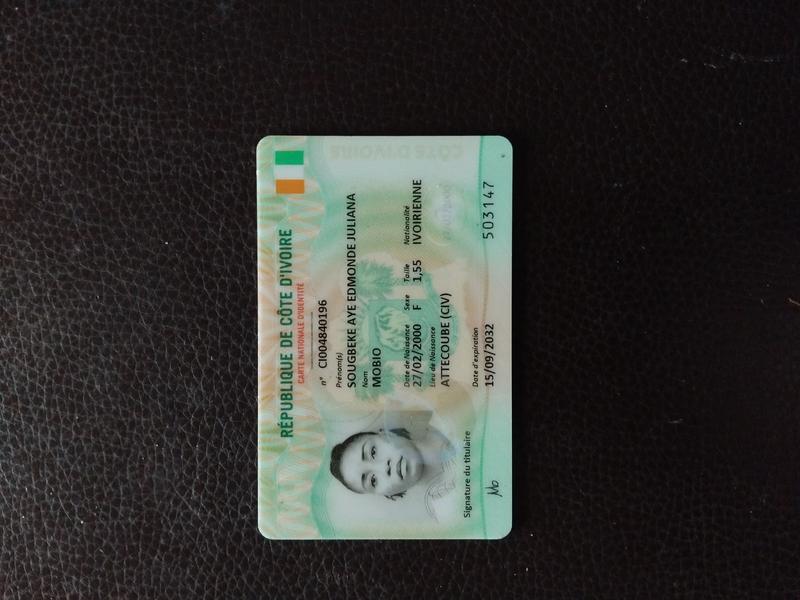 CÔTE D'IVOIRE
RÉPUBLIQUE DE CÔTE D'IVOIRE
CARTE NATIONALE D'IDENTITÉ
n° CI004840196
Prénom(s)
SOUGBEKE AYE EDMONDE JULIANA
Nom
MOBIO
Date de Naissance Sexe Taille Nationalité
27/02/2000 F 1,55 IVOIRIENNE
Lieu de Naissance
ATTECOUBE (CIV)
Signature du titulaire
Date d'expiration
15/09/2032
503147